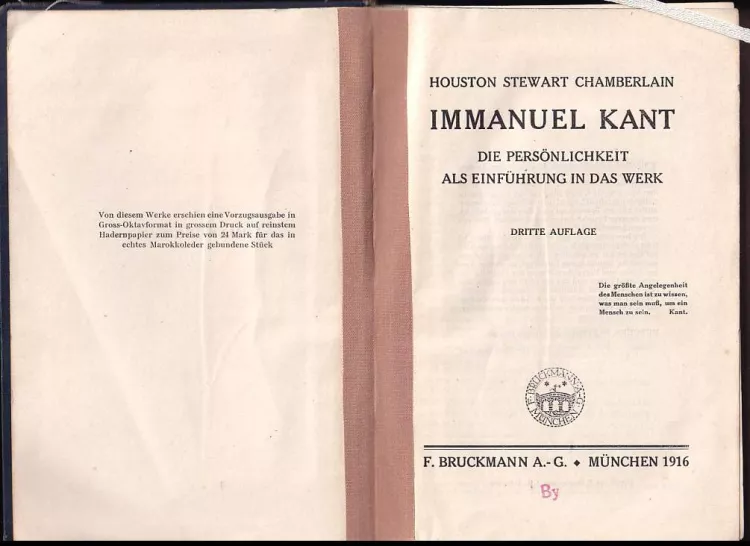 Von diesem Werke erschien eine Vorzugsausgabe in
Gross-Oktavformat in grossem Druck auf reinstem
Hadernpapier zum Preise von 24 Mark für das in
echtes Marokkoleder gebundene Stück
HOUSTON STEWART CHAMBERLAIN
IMMANUEL KANT
DIE PERSÖNLICHKEIT
ALS EINFÜHRUNG IN DAS WERK
DRITTE AUFLAGE
Die größte Angelegenheit
des Menschen ist zu wissen,
was man sein muß, um ein
Mensch zu sein. Kant.
F. BRUCKMANN A.-G.
MÜNCHEN
F. BRUCKMANN A.-G. ◆ MÜNCHEN 1916
By